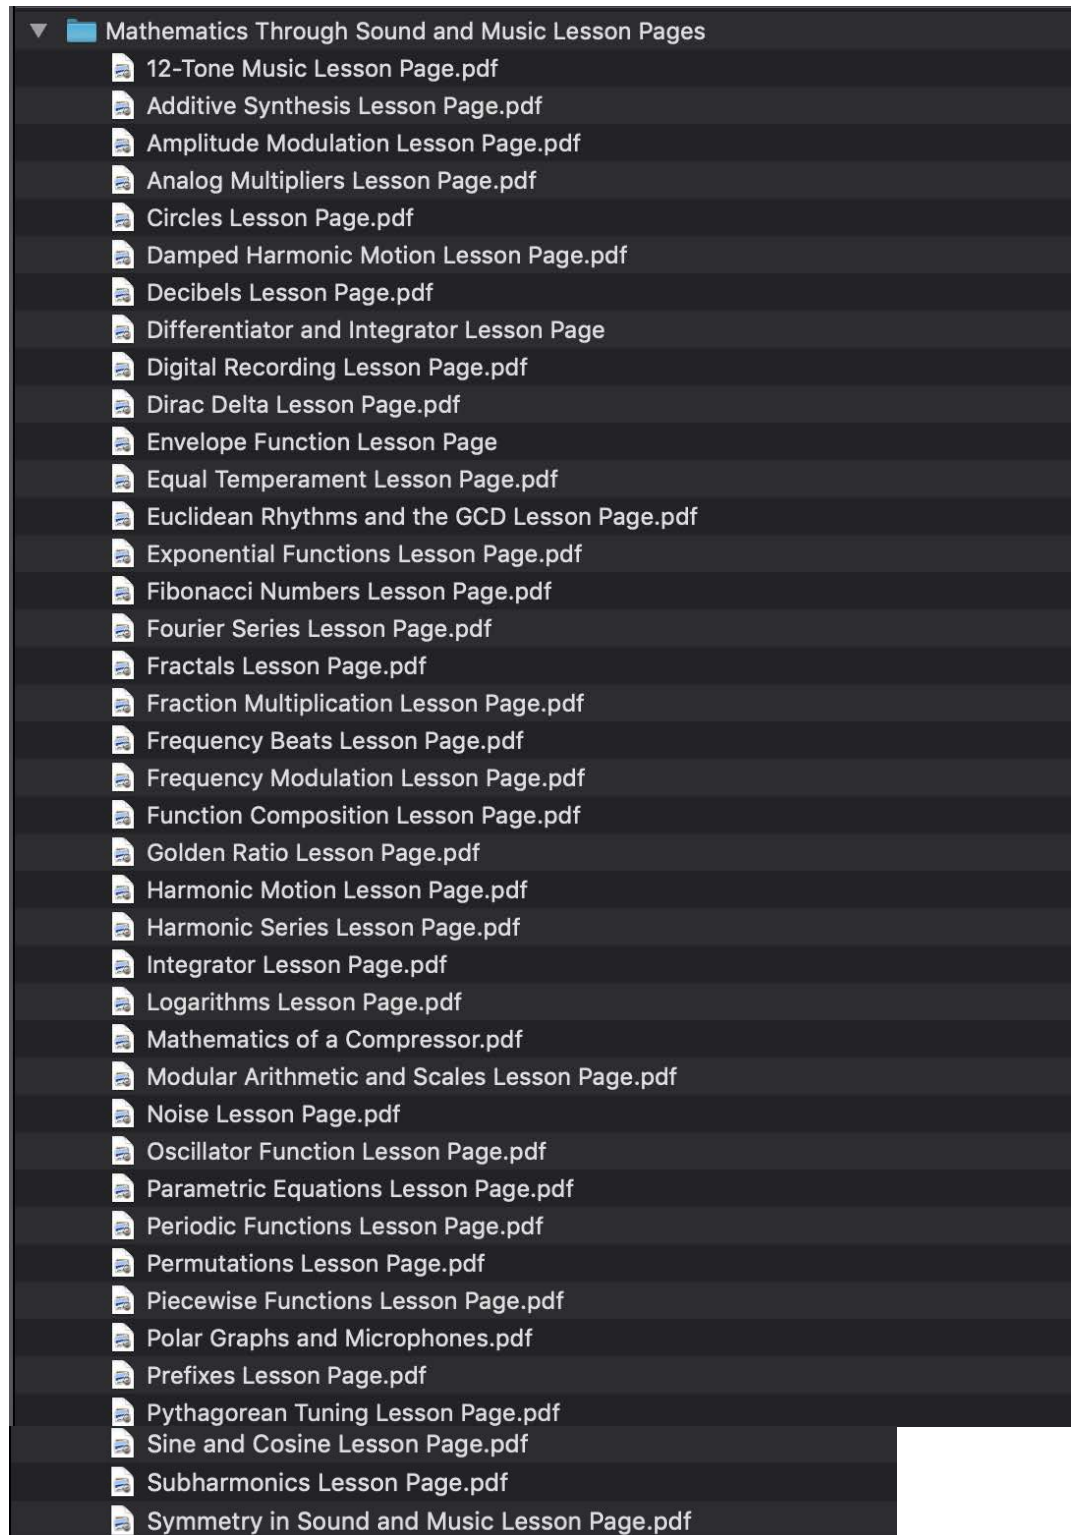 Mathematics Through Sound and Music Lesson Pages
12-Tone Music Lesson Page.pdf
Additive Synthesis Lesson Page.pdf
Amplitude Modulation Lesson Page.pdf
Analog Multipliers Lesson Page.pdf
Circles Lesson Page.pdf
Damped Harmonic Motion Lesson Page.pdf
Decibels Lesson Page.pdf
Differentiator and Integrator Lesson Page
Digital Recording Lesson Page.pdf
Dirac Delta Lesson Page.pdf
Envelope Function Lesson Page
Equal Temperament Lesson Page.pdf
Euclidean Rhythms and the GCD Lesson Page.pdf
Exponential Functions Lesson Page.pdf
Fibonacci Numbers Lesson Page.pdf
Fourier Series Lesson Page.pdf
Fractals Lesson Page.pdf
Fraction Multiplication Lesson Page.pdf
Frequency Beats Lesson Page.pdf
Frequency Modulation Lesson Page.pdf
Function Composition Lesson Page.pdf
Golden Ratio Lesson Page.pdf
Harmonic Motion Lesson Page.pdf
Harmonic Series Lesson Page.pdf
Integrator Lesson Page.pdf
Logarithms Lesson Page.pdf
Mathematics of a Compressor.pdf
Modular Arithmetic and Scales Lesson Page.pdf
Noise Lesson Page.pdf
Oscillator Function Lesson Page.pdf
Parametric Equations Lesson Page.pdf
Periodic Functions Lesson Page.pdf
Permutations Lesson Page.pdf
Piecewise Functions Lesson Page.pdf
Polar Graphs and Microphones.pdf
Prefixes Lesson Page.pdf
Pythagorean Tuning Lesson Page.pdf
Sine and Cosine Lesson Page.pdf
Subharmonics Lesson Page.pdf
Symmetry in Sound and Music Lesson Page.pdf